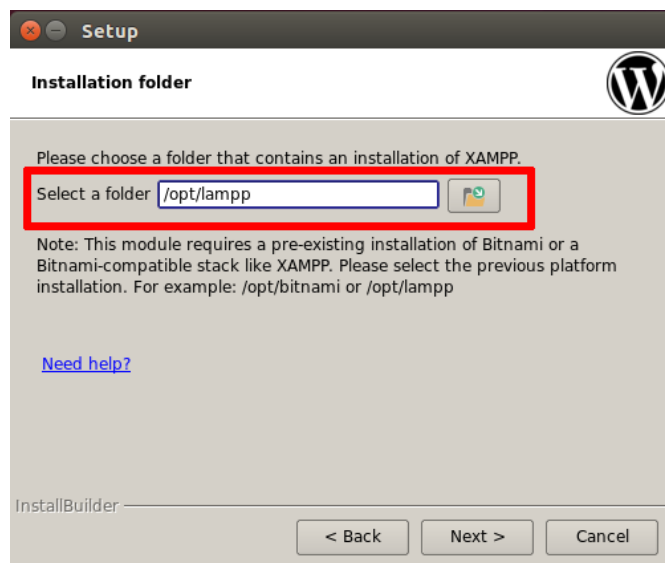 Setup
Installation folder
Please choose a folder that contains an installation of XAMPP.
Select a folder /opt/lampp
Note: This module requires a pre-existing installation of Bitnami or a
Bitnami-compatible stack like XAMPP. Please select the previous platform
installation. For example: /opt/bitnami or /opt/lampp
Need help?
InstallBuilder
< Back Next > Cancel